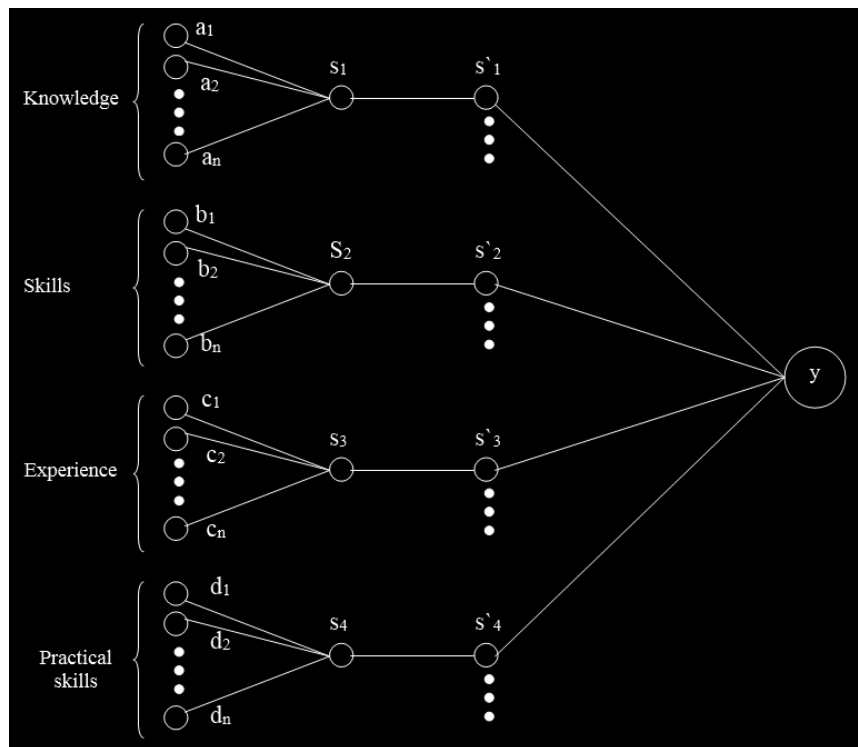 a1
s1
s`1
Knowledge
a2
an
b1
S2
s`2
b2
Skills
bn
y
c1
s3
s`3
c2
Experience
cn
d1
s4
s`4
d2
Practical
skills
dn